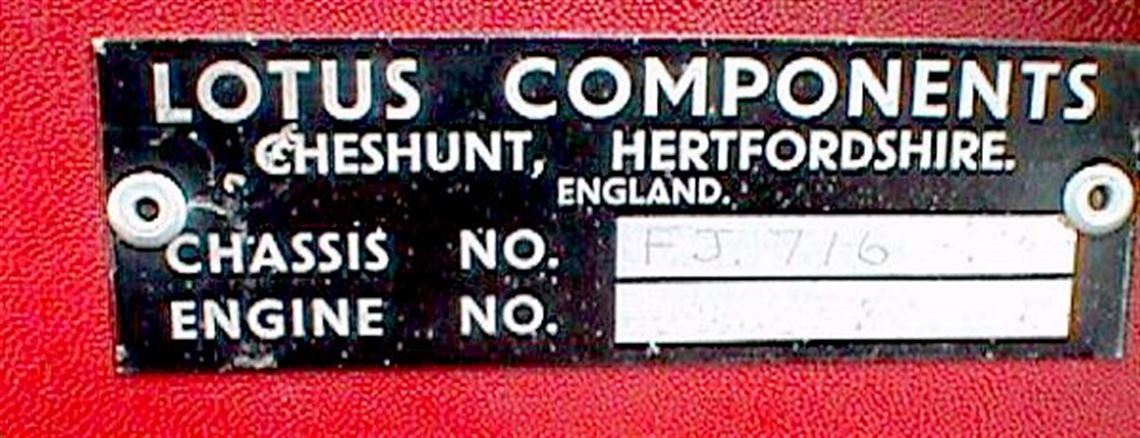 LOTUS COMPONENTS
CHESHUNT, HERTFORDSHIRE.
ENGLAND.
CHASSIS NO. FJ.716
ENGINE NO.